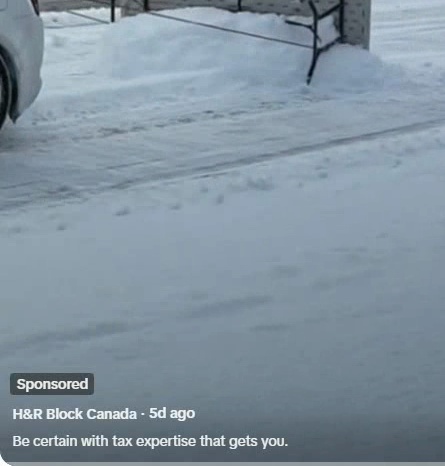 Sponsored
H&R Block Canada · 5d ago
Be certain with tax expertise that gets you.